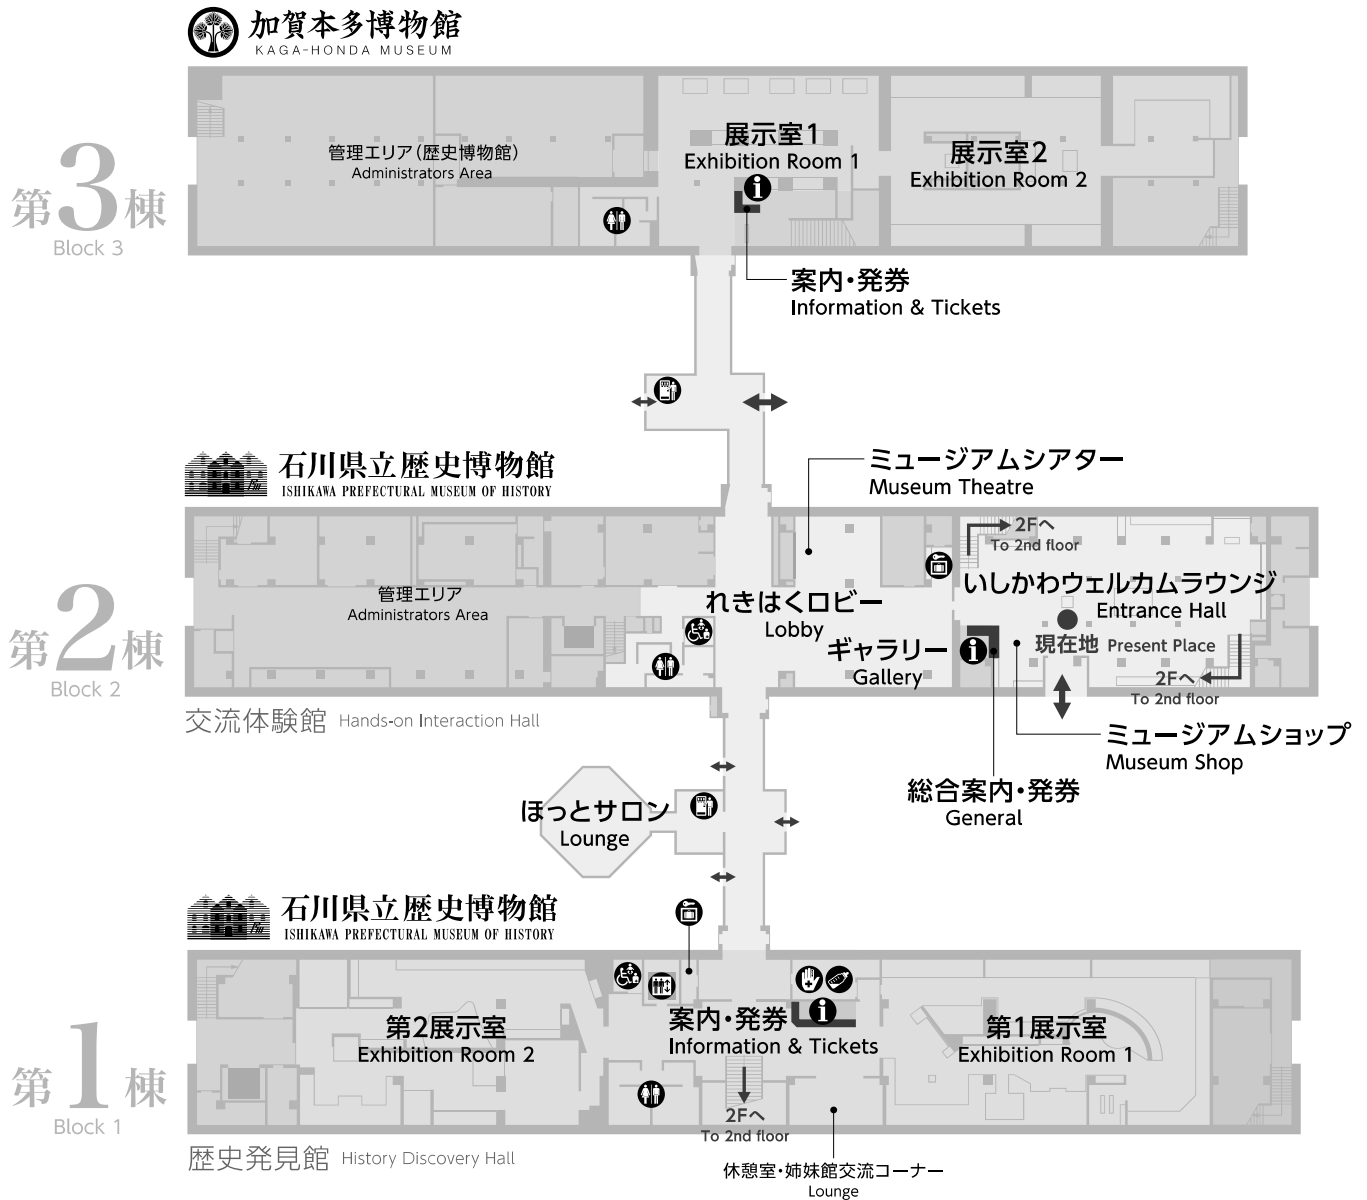 加賀本多博物館
KAGA-HONDA MUSEUM
第3棟
Block 3
管理エリア(歴史博物館)
Administrators Area
展示室1
Exhibition Room 1
展示室2
Exhibition Room 2
案内・発券
Information & Tickets
石川県立歴史博物館
ISHIKAWA PREFECTURAL MUSEUM OF HISTORY
ミュージアムシアター
Museum Theatre
第2棟
Block 2
管理エリア
Administrators Area
2Fへ
To 2nd floor
いしかわウェルカムラウンジ
Entrance Hall
れきはくロビー
Lobby
現在地 Present Place
ギャラリー
Gallery
2Fへ
To 2nd floor
交流体験館 Hands-on Interaction Hall
ミュージアムショップ
Museum Shop
総合案内・発券
General
ほっとサロン
Lounge
石川県立歴史博物館
ISHIKAWA PREFECTURAL MUSEUM OF HISTORY
第1棟
Block 1
第2展示室
Exhibition Room 2
案内・発券
Information & Tickets
第1展示室
Exhibition Room 1
2Fへ
To 2nd floor
歴史発見館 History Discovery Hall
休憩室・姉妹館交流コーナー
Lounge